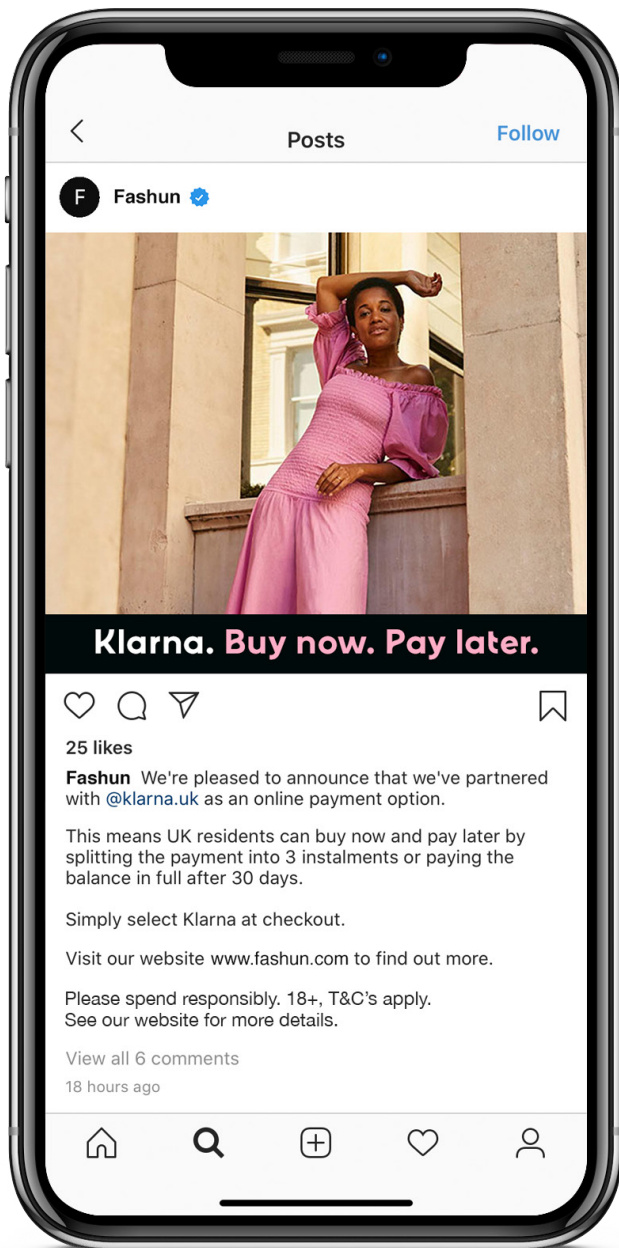 Posts
Follow
F
Fashun
Klarna. Buy now. Pay later.
25 likes
Fashun We're pleased to announce that we've partnered
with @klarna.uk as an online payment option.
This means UK residents can buy now and pay later by
splitting the payment into 3 instalments or paying the
balance in full after 30 days.
Simply select Klarna at checkout.
Visit our website www.fashun.com to find out more.
Please spend responsibly. 18+, T&C's apply.
See our website for more details.
View all 6 comments
18 hours ago